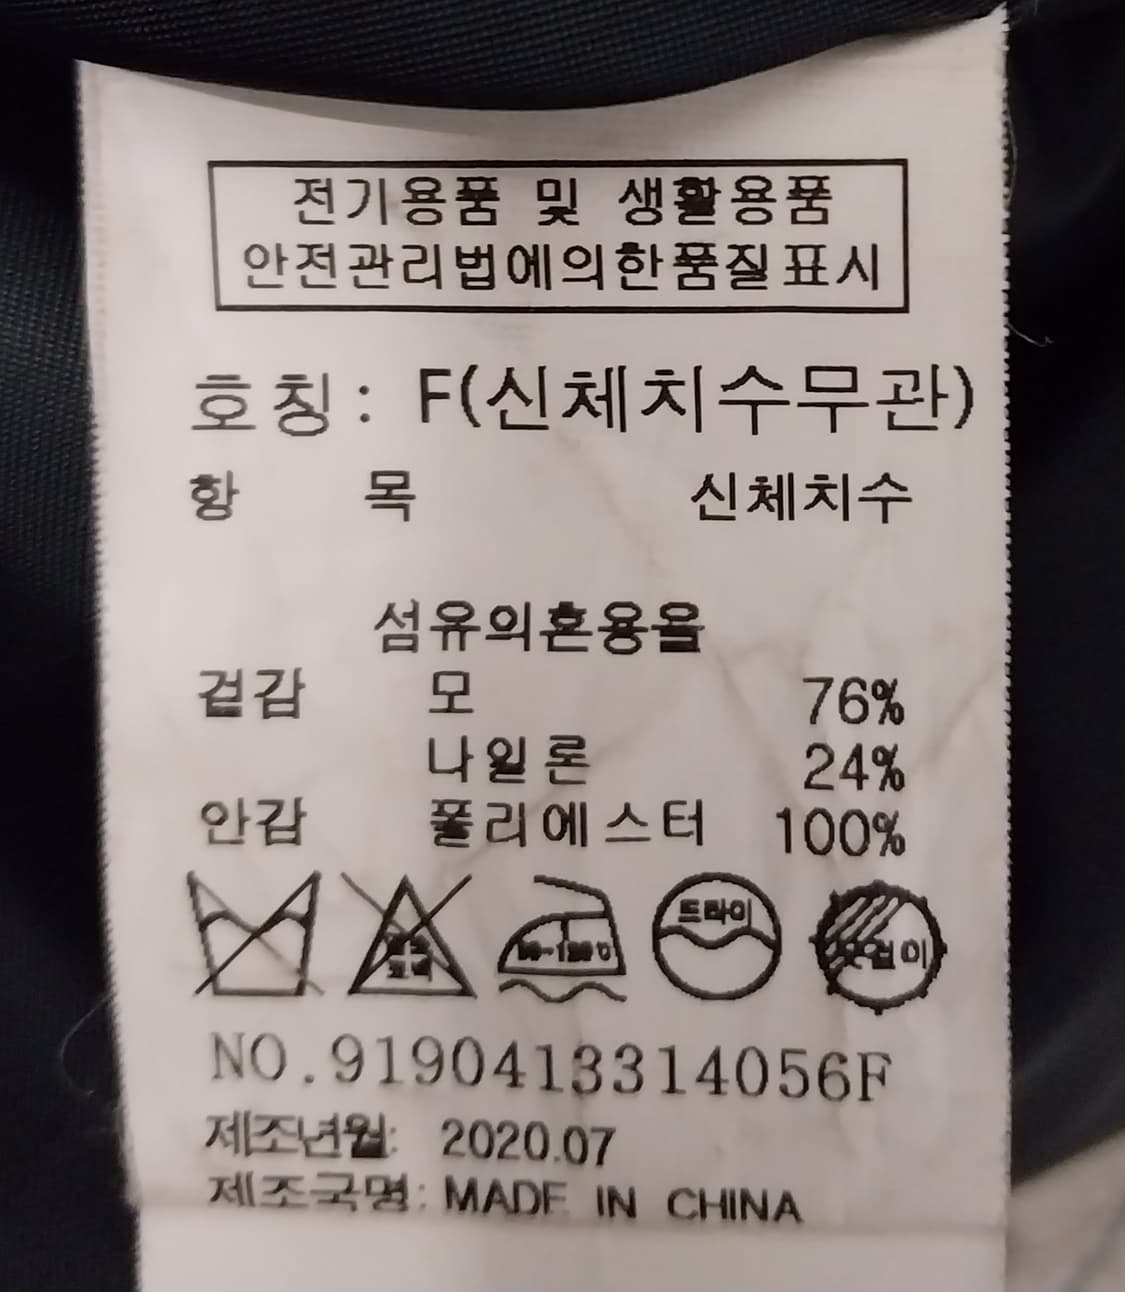 전기용품 및 생활용품
안전관리법에의한품질표시
호칭: F(신체치수무관)
항 목 신체치수
섬유의혼용율
겉감 모 76%
나일론 24%
안감 폴리에스터 100%
드라이 옷걸이
NO.9190413314056F
제조년월: 2020.07
제조국명: MADE IN CHINA